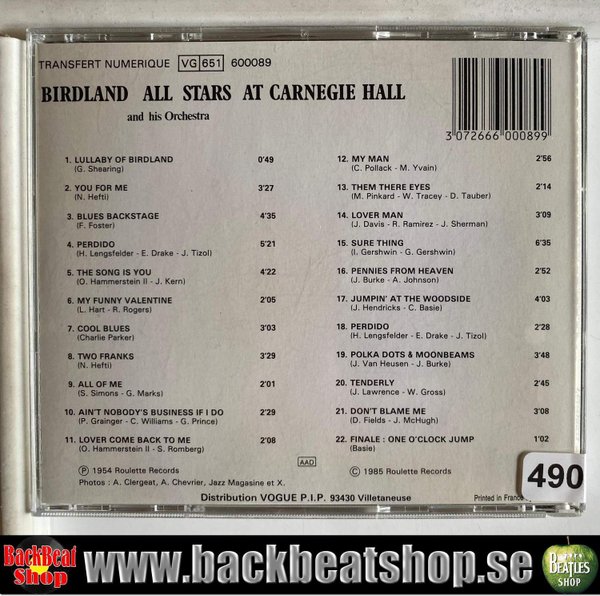 TRANSFERT NUMERIQUE VG 651 600089
BIRDLAND ALL STARS AT CARNEGIE HALL
and his Orchestra
3 072666 000899
1. LULLABY OF BIRDLAND 0'49
(G. Shearing)
2. YOU FOR ME 3'27
(N. Hefti)
3. BLUES BACKSTAGE 4'35
(F. Foster)
4. PERDIDO 5'21
(H. Lengsfelder - E. Drake - J. Tizol)
5. THE SONG IS YOU 4'22
(O. Hammerstein II - J. Kern)
6. MY FUNNY VALENTINE 2'05
(L. Hart - R. Rogers)
7. COOL BLUES 3'03
(Charlie Parker)
8. TWO FRANKS 3'29
(N. Hefti)
9. ALL OF ME 2'01
(S. Simons - G. Marks)
10. AIN'T NOBODY'S BUSINESS IF I DO 2'29
(P. Grainger - C. Williams - G. Prince)
11. LOVER COME BACK TO ME 2'08
(O. Hammerstein II - S. Romberg)
12. MY MAN 2'56
(C. Pollack - M. Yvain)
13. THEM THERE EYES 2'14
(M. Pinkard - W. Tracey - D. Tauber)
14. LOVER MAN 3'09
(J. Davis - R. Ramirez - J. Sherman)
15. SURE THING 6'35
(I. Gershwin - G. Gershwin)
16. PENNIES FROM HEAVEN 2'52
(J. Burke - A. Johnson)
17. JUMPIN' AT THE WOODSIDE 4'03
(J. Hendricks - C. Basie)
18. PERDIDO 2'28
(H. Lengsfelder - E. Drake - J. Tizol)
19. POLKA DOTS & MOONBEAMS 3'48
(J. Van Heusen - J. Burke)
20. TENDERLY 2'45
(J. Lawrence - W. Gross)
21. DON'T BLAME ME 3'08
(D. Fields - J. McHugh)
22. FINALE : ONE O'CLOCK JUMP 1'02
(Basie)
AAD
Ⓟ 1954 Roulette Records
© 1985 Roulette Records
Photos : A. Clergeat, A. Chevrier, Jazz Magasine et X.
490
Distribution VOGUE P.I.P. 93430 Villetaneuse
Printed in France
BackBeat
Shop
www.backbeatshop.se
BEATLES
SHOP